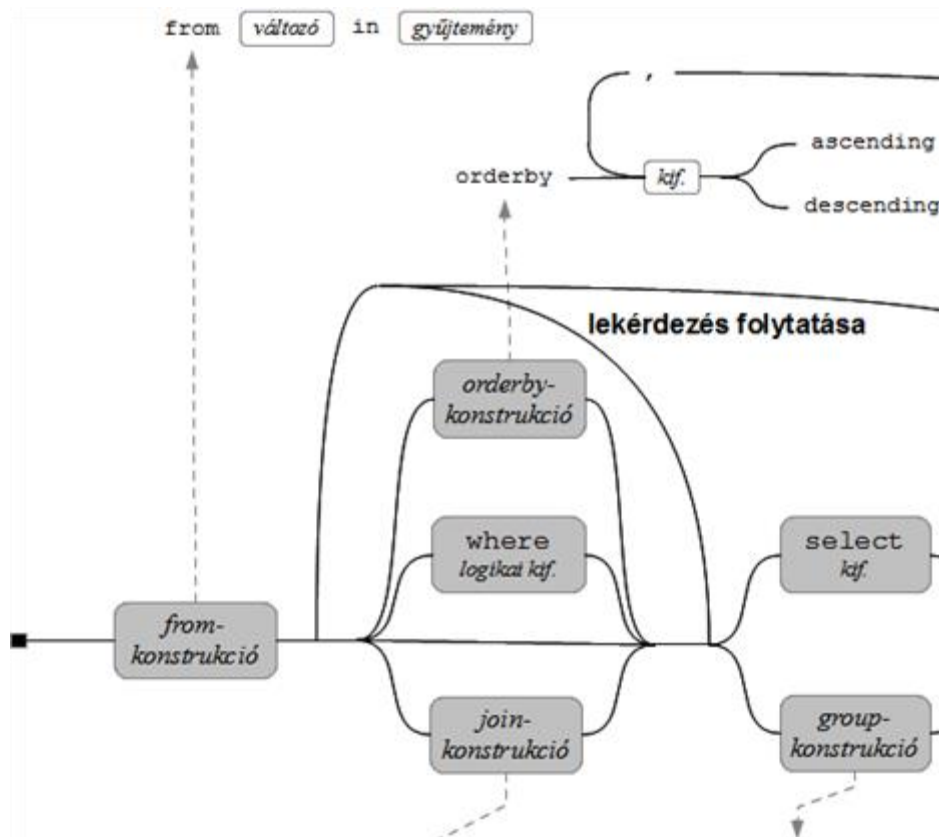 from változó in gyűjtemény
,
ascending
orderby kif.
descending
lekérdezés folytatása
orderby-
konstrukció
where
logikai kif.
select
kif.
from-
konstrukció
join-
konstrukció
group-
konstrukció